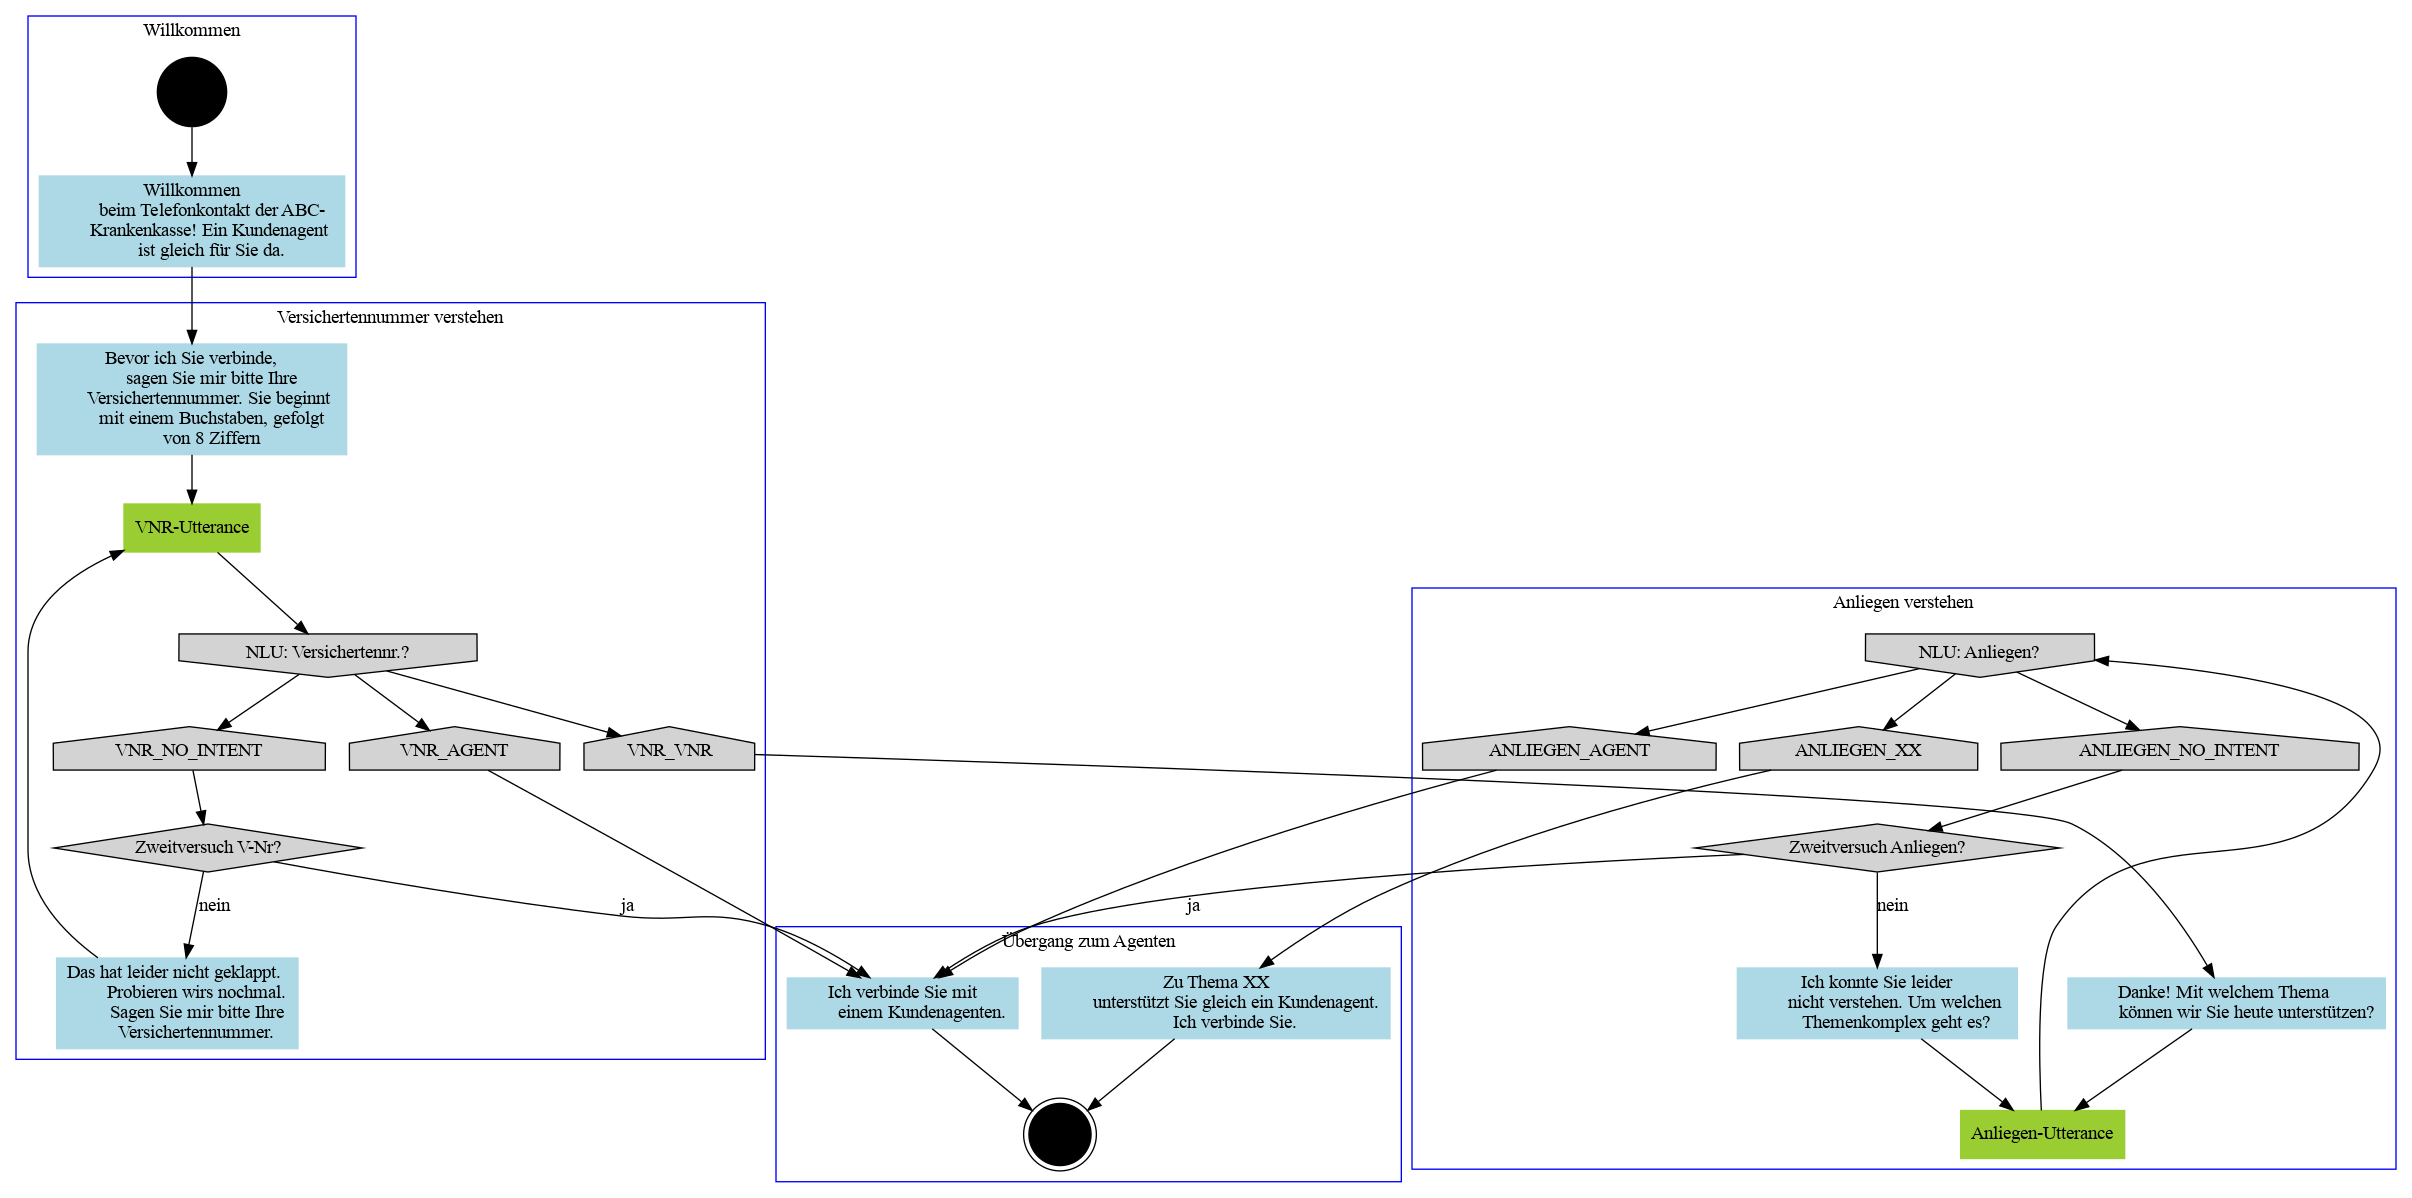 Willkommen
Willkommen
beim Telefonkontakt der ABC-
Krankenkasse! Ein Kundenagent
ist gleich für Sie da.
Versichertennummer verstehen
Bevor ich Sie verbinde,
sagen Sie mir bitte Ihre
Versichertennummer. Sie beginnt
mit einem Buchstaben, gefolgt
von 8 Ziffern
VNR-Utterance
NLU: Versichertennr.?
VNR_NO_INTENT
VNR_AGENT
VNR_VNR
Zweitversuch V-Nr?
nein
ja
Das hat leider nicht geklappt.
Probieren wirs nochmal.
Sagen Sie mir bitte Ihre
Versichertennummer.
Anliegen verstehen
NLU: Anliegen?
ANLIEGEN_AGENT
ANLIEGEN_XX
ANLIEGEN_NO_INTENT
Zweitversuch Anliegen?
ja
nein
Ich konnte Sie leider
nicht verstehen. Um welchen
Themenkomplex geht es?
Danke! Mit welchem Thema
können wir Sie heute unterstützen?
Anliegen-Utterance
Übergang zum Agenten
Ich verbinde Sie mit
einem Kundenagenten.
Zu Thema XX
unterstützt Sie gleich ein Kundenagent.
Ich verbinde Sie.